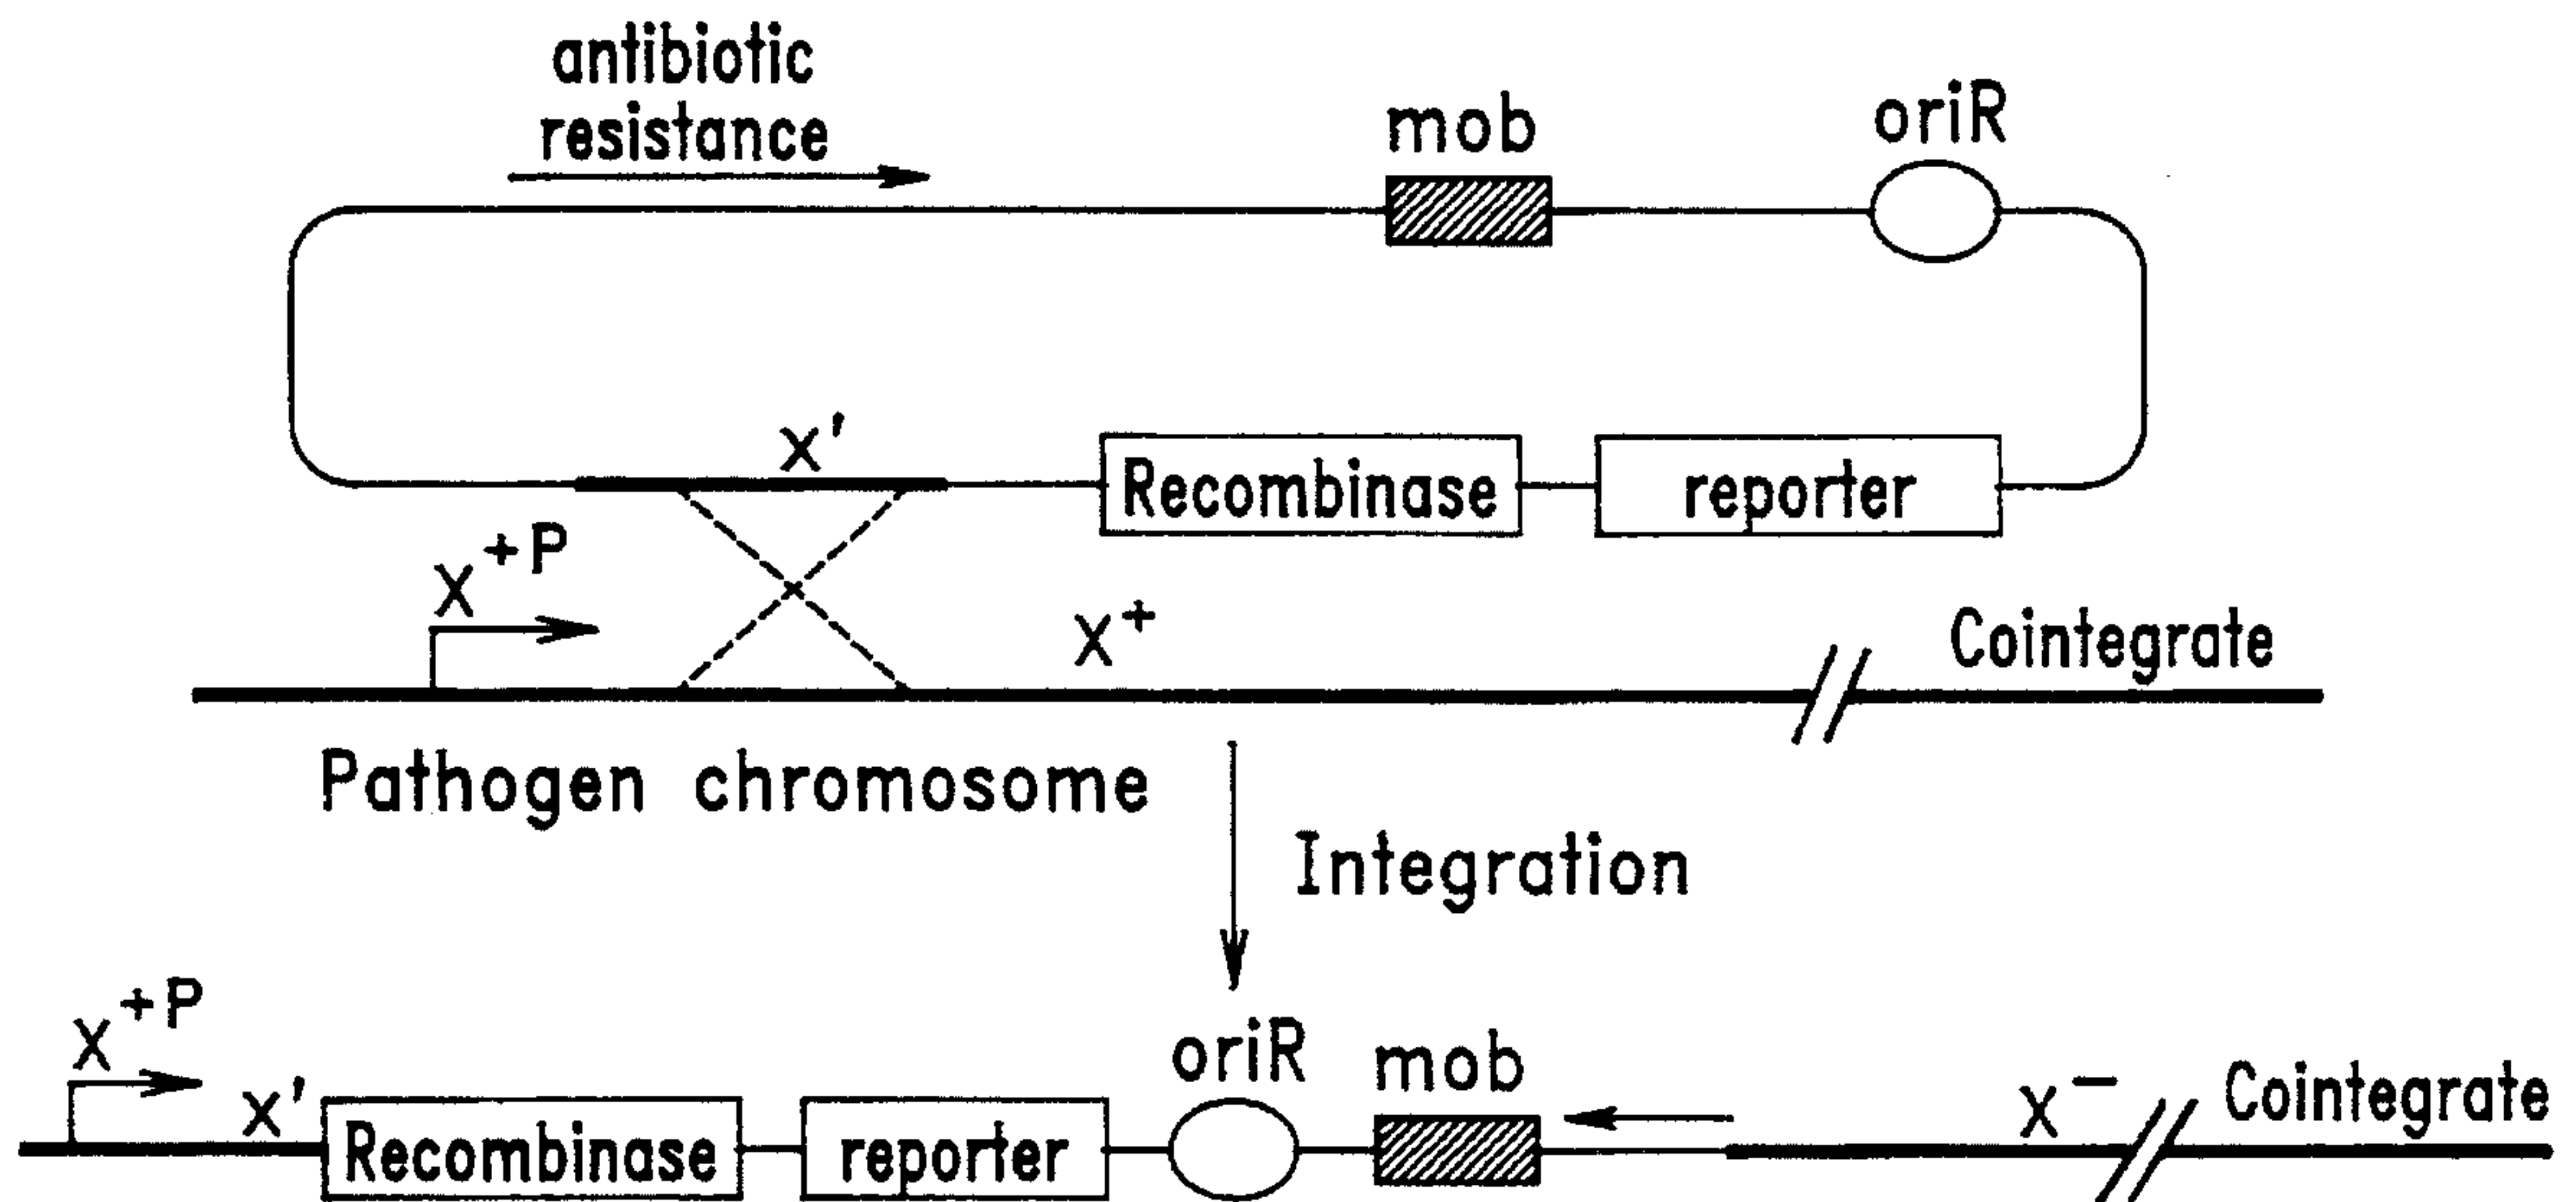 antibiotic
resistance
mob
oriR
x'
Recombinase
reporter
x+P
x+
Cointegrate
Pathogen chromosome
Integration
x+P
x'
Recombinase
reporter
oriR
mob
x−
Cointegrate